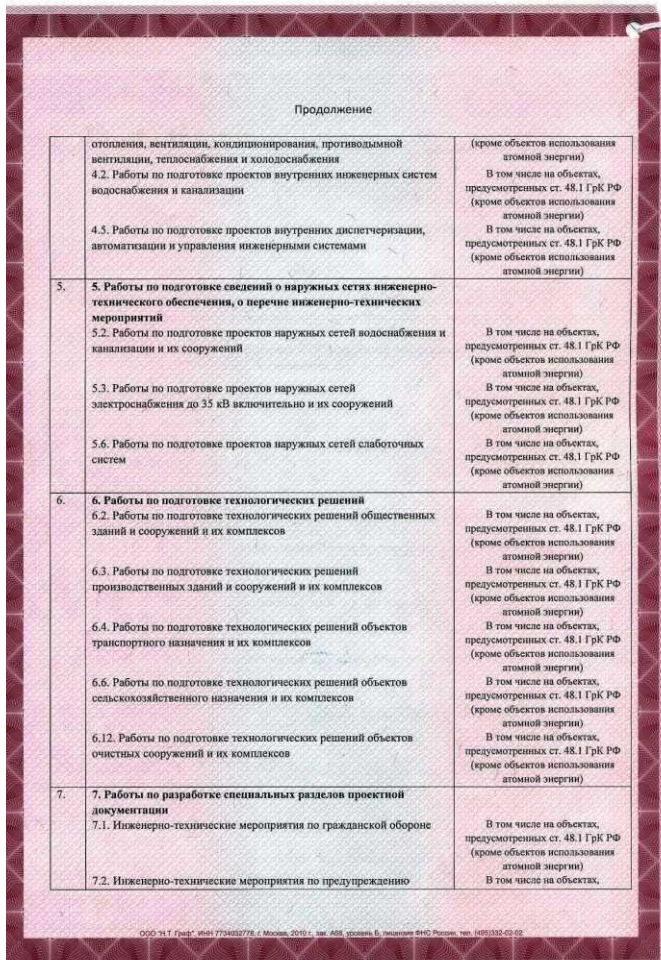 Продолжение
отопления, вентиляции, кондиционирования, противодымной
вентиляции, теплоснабжения и холодоснабжения
(кроме объектов использования
атомной энергии)
4.2. Работы по подготовке проектов внутренних инженерных систем
водоснабжения и канализации
В том числе на объектах,
предусмотренных ст. 48.1 ГрК РФ
(кроме объектов использования
атомной энергии)
4.5. Работы по подготовке проектов внутренних диспетчеризации,
автоматизации и управления инженерными системами
В том числе на объектах,
предусмотренных ст. 48.1 ГрК РФ
(кроме объектов использования
атомной энергии)
5.
5. Работы по подготовке сведений о наружных сетях инженерно-
технического обеспечения, о перечне инженерно-технических
мероприятий
5.2. Работы по подготовке проектов наружных сетей водоснабжения и
канализации и их сооружений
В том числе на объектах,
предусмотренных ст. 48.1 ГрК РФ
(кроме объектов использования
атомной энергии)
5.3. Работы по подготовке проектов наружных сетей
электроснабжения до 35 кВ включительно и их сооружений
В том числе на объектах,
предусмотренных ст. 48.1 ГрК РФ
(кроме объектов использования
атомной энергии)
5.6. Работы по подготовке проектов наружных сетей слаботочных
систем
В том числе на объектах,
предусмотренных ст. 48.1 ГрК РФ
(кроме объектов использования
атомной энергии)
6.
6. Работы по подготовке технологических решений
6.2. Работы по подготовке технологических решений общественных
зданий и сооружений и их комплексов
В том числе на объектах,
предусмотренных ст. 48.1 ГрК РФ
(кроме объектов использования
атомной энергии)
6.3. Работы по подготовке технологических решений
производственных зданий и сооружений и их комплексов
В том числе на объектах,
предусмотренных ст. 48.1 ГрК РФ
(кроме объектов использования
атомной энергии)
6.4. Работы по подготовке технологических решений объектов
транспортного назначения и их комплексов
В том числе на объектах,
предусмотренных ст. 48.1 ГрК РФ
(кроме объектов использования
атомной энергии)
6.6. Работы по подготовке технологических решений объектов
сельскохозяйственного назначения и их комплексов
В том числе на объектах,
предусмотренных ст. 48.1 ГрК РФ
(кроме объектов использования
атомной энергии)
6.12. Работы по подготовке технологических решений объектов
очистных сооружений и их комплексов
В том числе на объектах,
предусмотренных ст. 48.1 ГрК РФ
(кроме объектов использования
атомной энергии)
7.
7. Работы по разработке специальных разделов проектной
документации
7.1. Инженерно-технические мероприятия по гражданской обороне
В том числе на объектах,
предусмотренных ст. 48.1 ГрК РФ
(кроме объектов использования
атомной энергии)
7.2. Инженерно-технические мероприятия по предупреждению
В том числе на объектах,
ООО "Н.Т. Граф", ИНН 7734032778, г. Москва, 2010 г., зак. А68, уровень Б, лицензия ФНС России, тел. (495)332-02-02